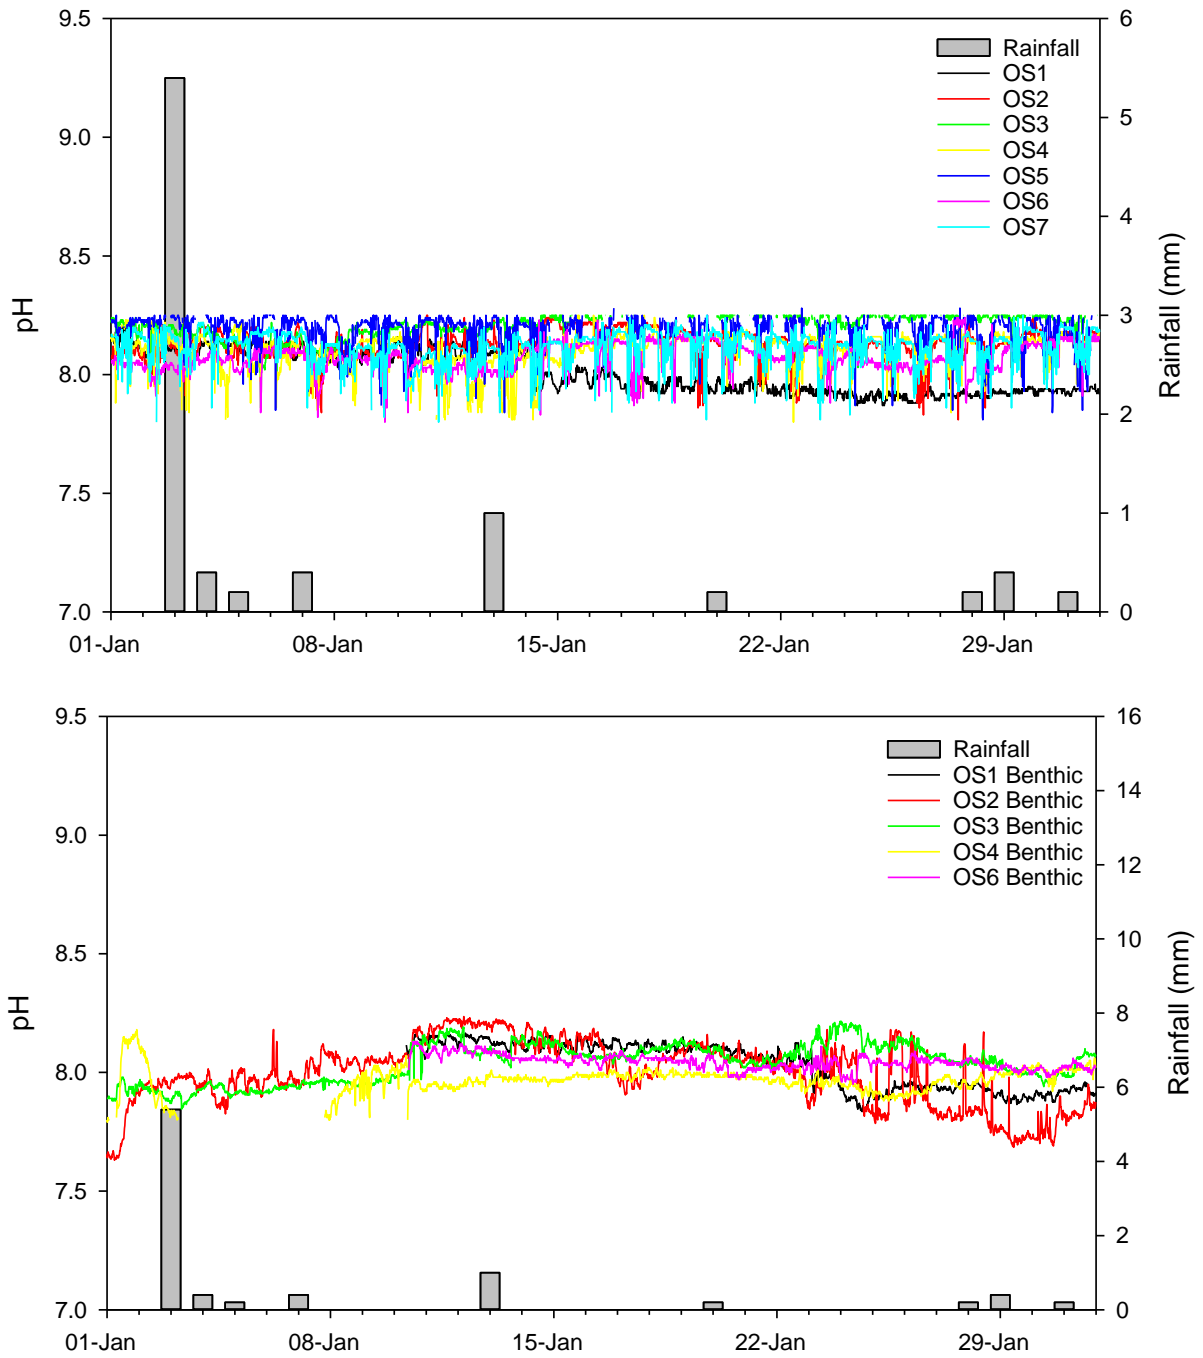 9.5
9.0
8.5
8.0
7.5
7.0
pH
6
5
4
3
2
1
0
Rainfall (mm)
Rainfall
OS1
OS2
OS3
OS4
OS5
OS6
OS7
01-Jan 08-Jan 15-Jan 22-Jan 29-Jan
9.5
9.0
8.5
8.0
7.5
7.0
pH
16
14
12
10
8
6
4
2
0
Rainfall (mm)
Rainfall
OS1 Benthic
OS2 Benthic
OS3 Benthic
OS4 Benthic
OS6 Benthic
01-Jan 08-Jan 15-Jan 22-Jan 29-Jan